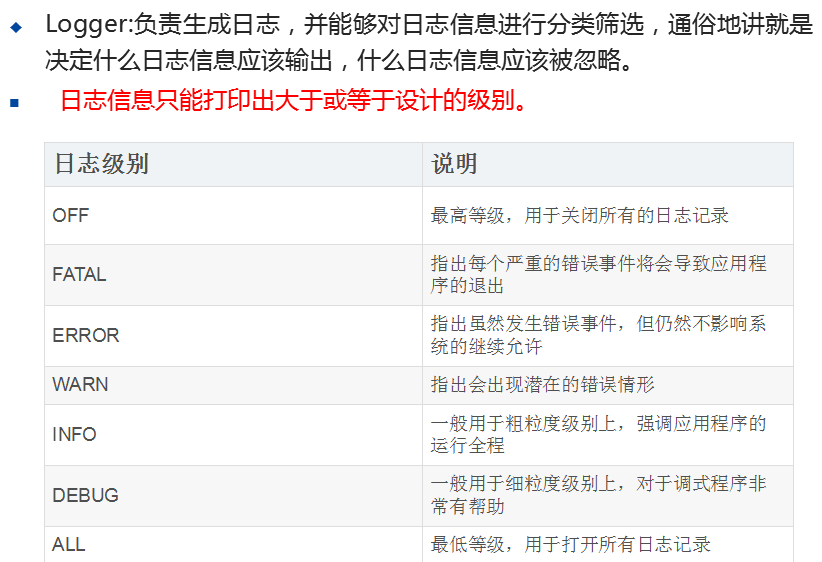 Logger:负责生成日志，并能够对日志信息进行分类筛选，通俗地讲就是
决定什么日志信息应该输出，什么日志信息应该被忽略。
日志信息只能打印出大于或等于设计的级别。
日志级别 说明
OFF 最高等级，用于关闭所有的日志记录
FATAL 指出每个严重的错误事件将会导致应用程
序的退出
ERROR 指出虽然发生错误事件，但仍然不影响系
统的继续允许
WARN 指出会出现潜在的错误情形
INFO 一般用于粗粒度级别上，强调应用程序的
运行全程
DEBUG 一般用于细粒度级别上，对于调式程序非
常有帮助
ALL 最低等级，用于打开所有日志记录